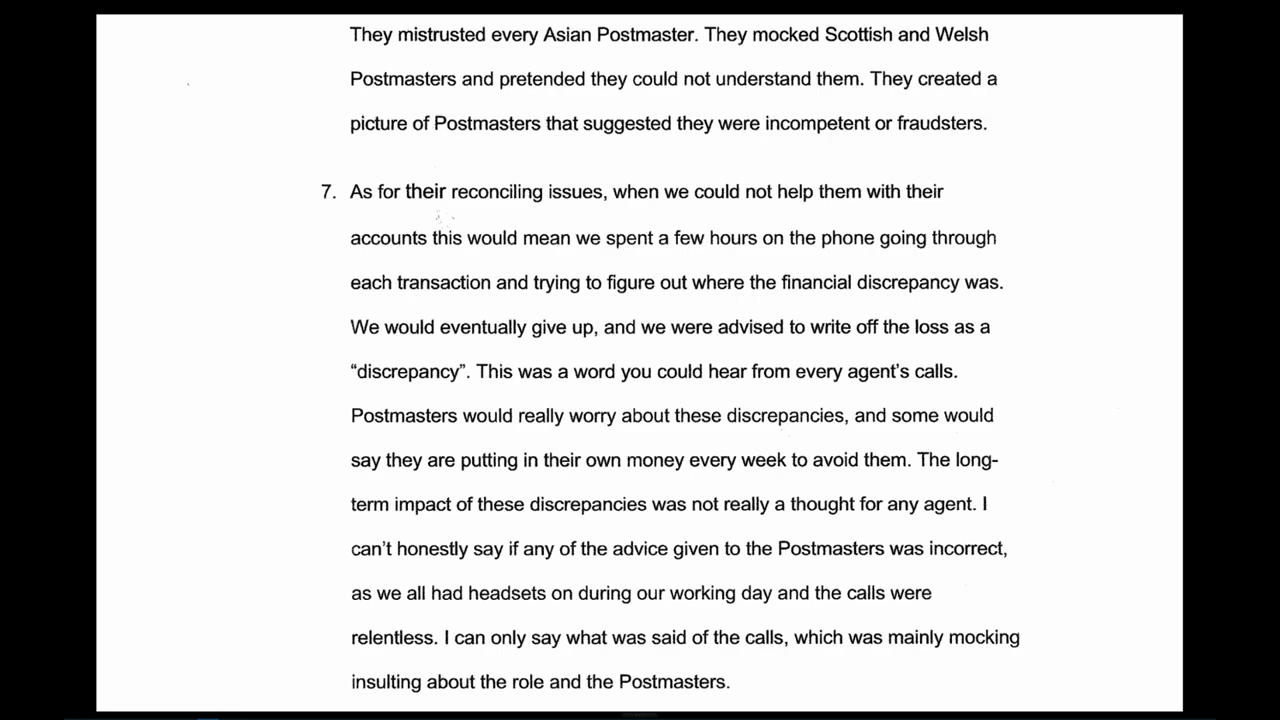 They mistrusted every Asian Postmaster. They mocked Scottish and Welsh
Postmasters and pretended they could not understand them. They created a
picture of Postmasters that suggested they were incompetent or fraudsters.
7. As for their reconciling issues, when we could not help them with their
accounts this would mean we spent a few hours on the phone going through
each transaction and trying to figure out where the financial discrepancy was.
We would eventually give up, and we were advised to write off the loss as a
“discrepancy”. This was a word you could hear from every agent’s calls.
Postmasters would really worry about these discrepancies, and some would
say they are putting in their own money every week to avoid them. The long-
term impact of these discrepancies was not really a thought for any agent. I
can’t honestly say if any of the advice given to the Postmasters was incorrect,
as we all had headsets on during our working day and the calls were
relentless. I can only say what was said of the calls, which was mainly mocking
insulting about the role and the Postmasters.